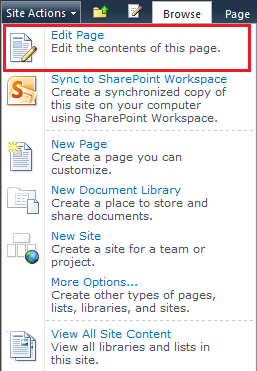 Site Actions Browse Page
Edit Page
Edit the contents of this page.
Sync to SharePoint Workspace
Create a synchronized copy of
this site on your computer
using SharePoint Workspace.
New Page
Create a page you can
customize.
New Document Library
Create a place to store and
share documents.
New Site
Create a site for a team or
project.
More Options...
Create other types of pages,
lists, libraries, and sites.
View All Site Content
View all libraries and lists in
this site.